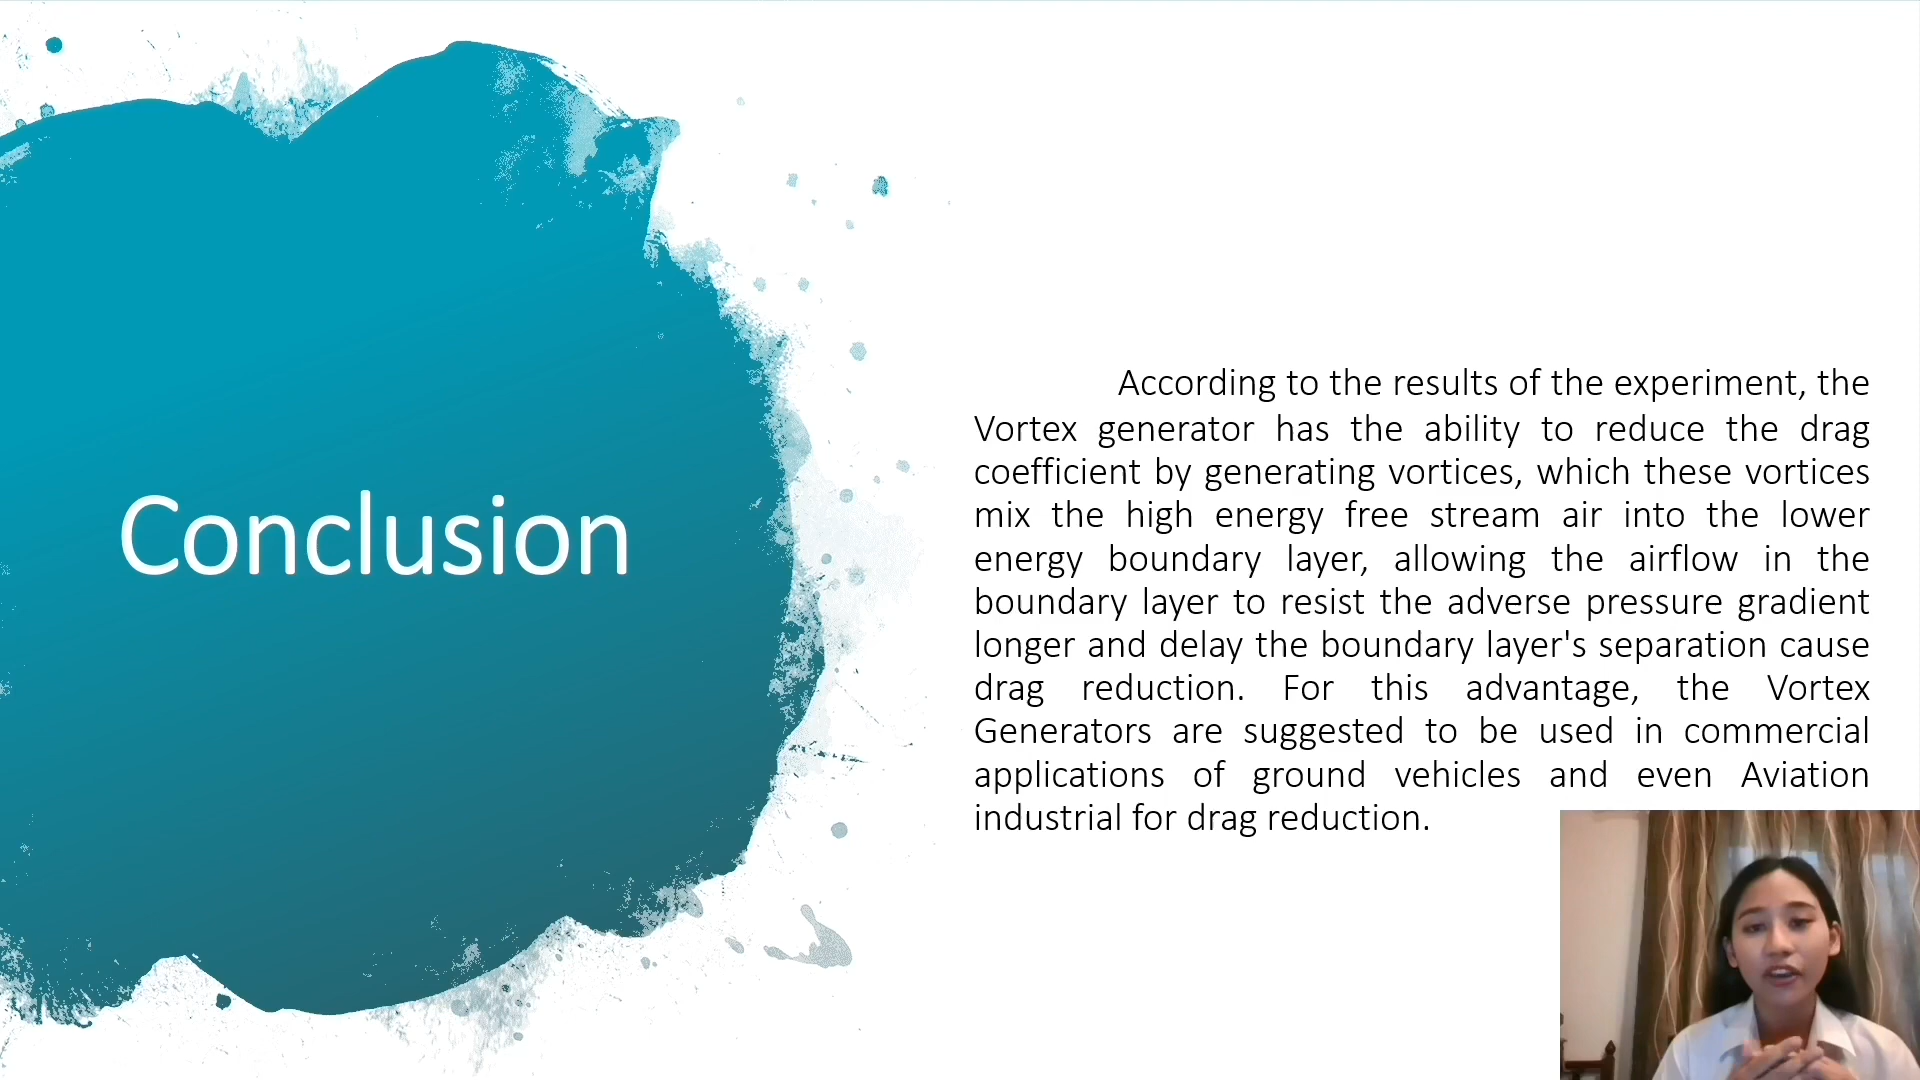 Conclusion
According to the results of the experiment, the
Vortex generator has the ability to reduce the drag
coefficient by generating vortices, which these vortices
mix the high energy free stream air into the lower
energy boundary layer, allowing the airflow in the
boundary layer to resist the adverse pressure gradient
longer and delay the boundary layer's separation cause
drag reduction. For this advantage, the Vortex
Generators are suggested to be used in commercial
applications of ground vehicles and even Aviation
industrial for drag reduction.